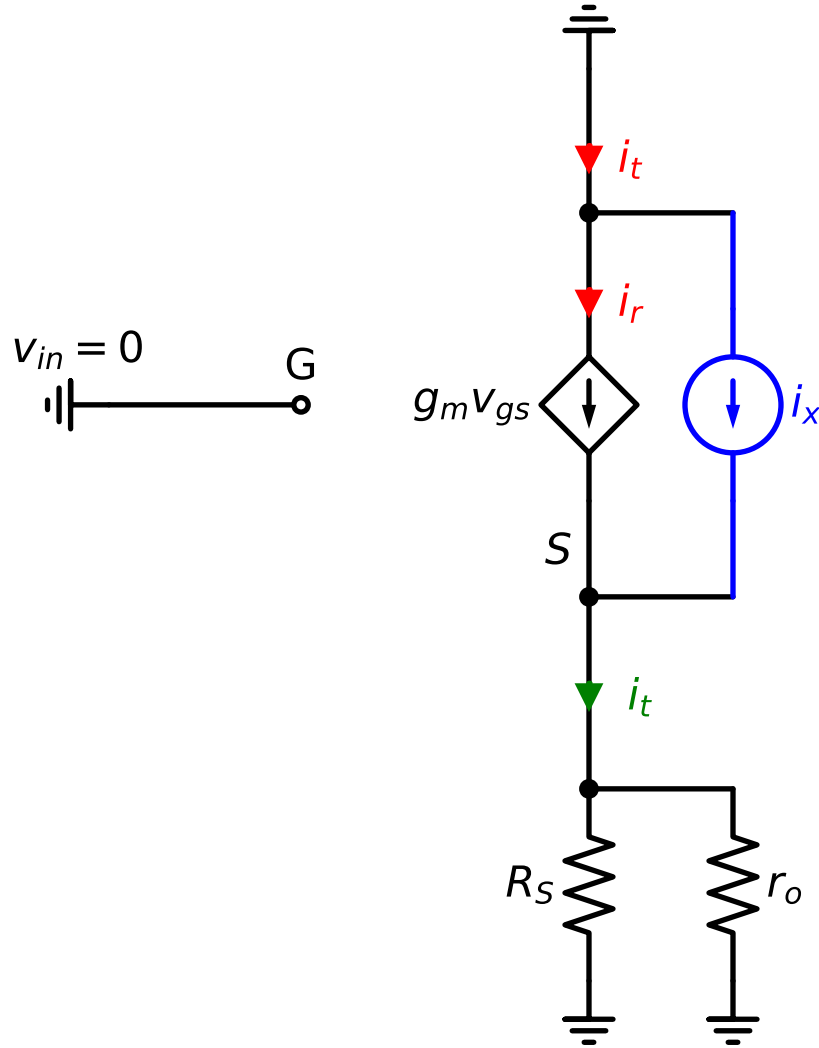 i_t
i_r
v_in = 0
G
g_m v_gs
i_x
S
i_t
R_S
r_o